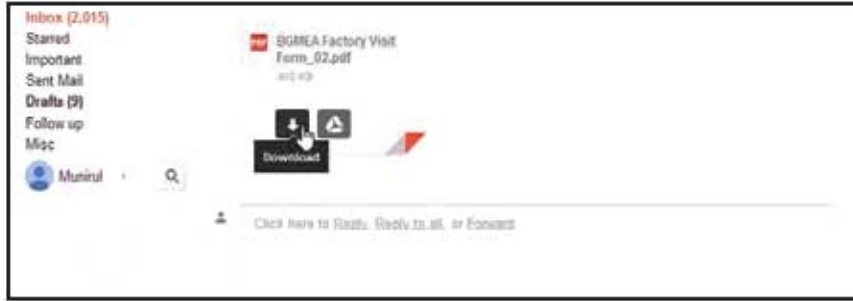 Inbox (2,015)
Starred
Important
Sent Mail
Drafts (9)
Follow up
Misc
Munirul
PDF
BGMEA Factory Visit
Form_02.pdf
Download
Click here to Reply, Reply to all, or Forward